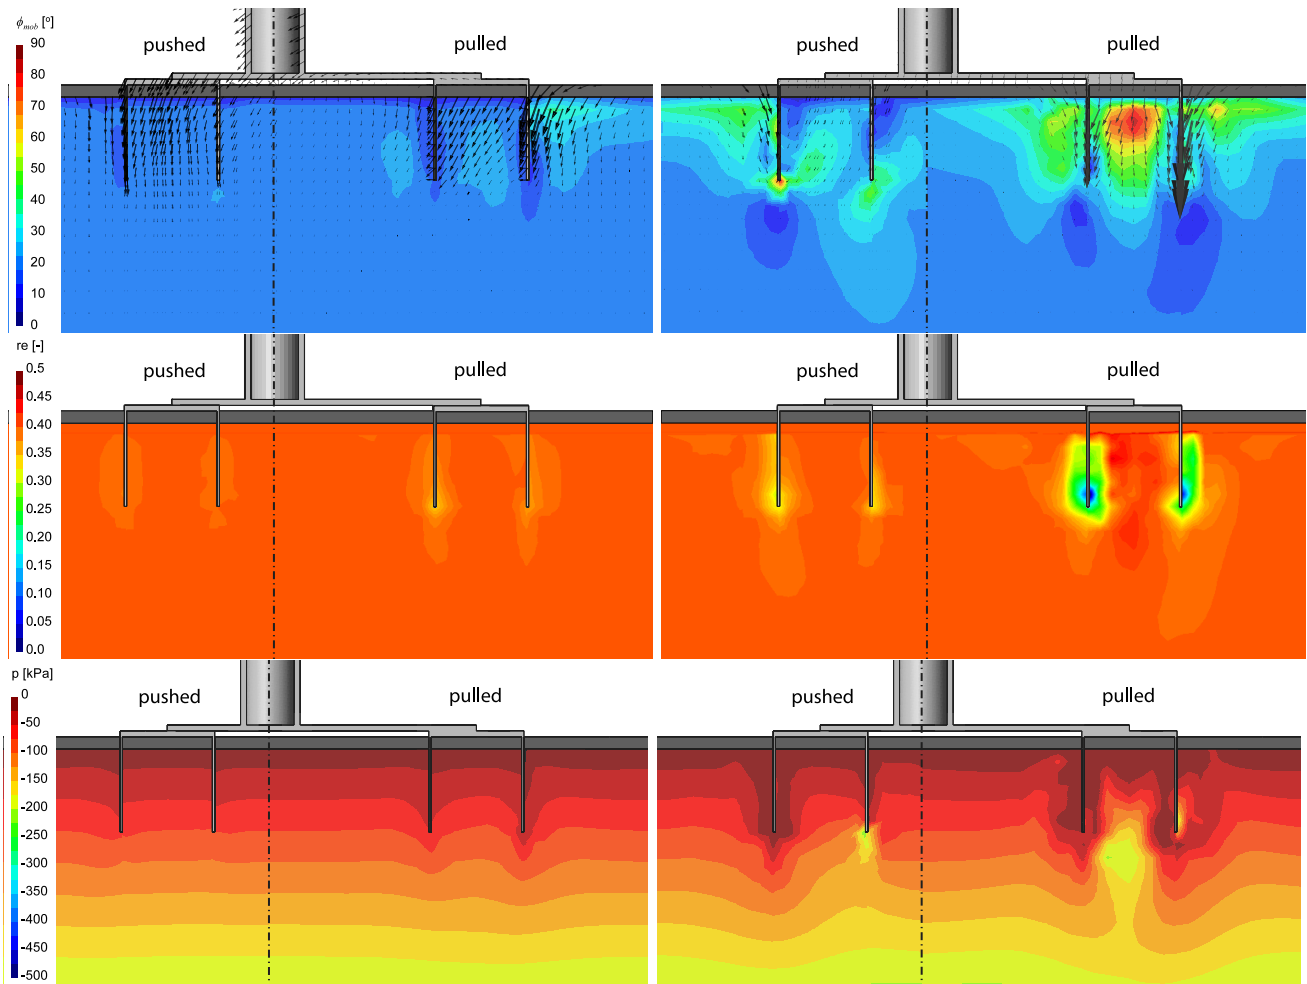 ϕmob [º]
90
80
70
60
50
40
30
20
10
0
pushed
pulled
pushed
pulled
re [-]
0.5
0.45
0.40
0.35
0.30
0.25
0.20
0.15
0.10
0.05
0.0
pushed
pulled
pushed
pulled
p [kPa]
0
-50
-100
-150
-200
-250
-300
-350
-400
-450
-500
pushed
pulled
pushed
pulled